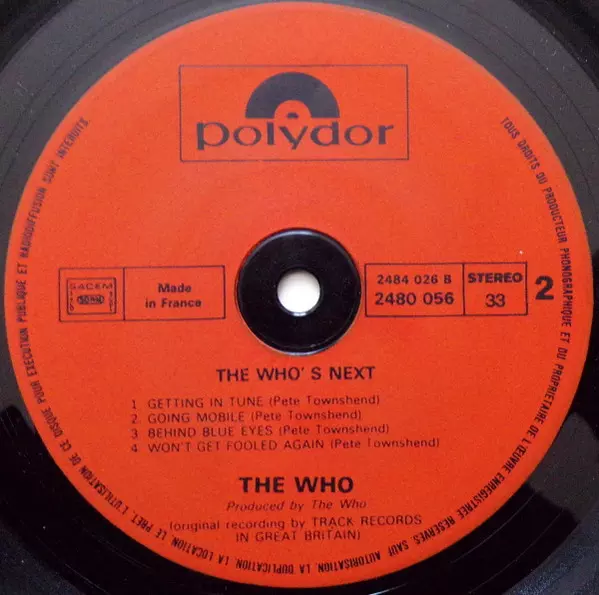 polydor
SACEM
SDRM
Made
in France
2484 026 B
2480 056
STEREO
33
2
THE WHO' S NEXT
1 GETTING IN TUNE (Pete Townshend)
2 GOING MOBILE (Pete Townshend)
3 BEHIND BLUE EYES (Pete Townshend)
4 WON'T GET FOOLED AGAIN (Pete Townshend)
THE WHO
Produced by The Who
(original recording by TRACK RECORDS
IN GREAT BRITAIN)
TOUS DROITS DU PRODUCTEUR PHONOGRAPHIQUE ET DU PROPRIETAIRE DE L'ŒUVRE ENREGISTREE RESERVES. SAUF AUTORISATION, LA DUPLICATION, LA LOCATION, LE PRET, L'UTILISATION DE CE DISQUE POUR EXECUTION PUBLIQUE ET RADIODIFFUSION SONT INTERDITS